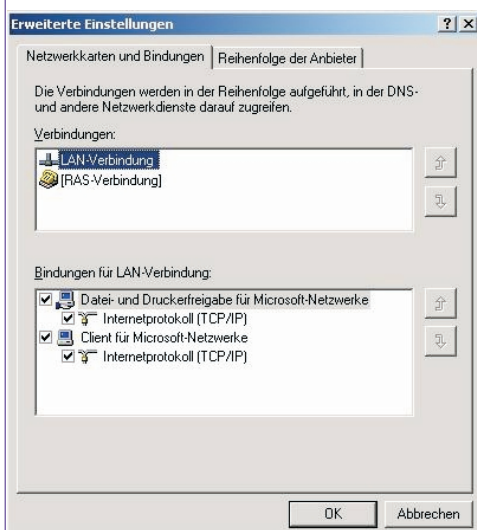 Erweiterte Einstellungen
Netzwerkkarten und Bindungen
Reihenfolge der Anbieter
Die Verbindungen werden in der Reihenfolge aufgeführt, in der DNS-
und andere Netzwerkdienste darauf zugreifen.
Verbindungen:
LAN-Verbindung
[RAS-Verbindung]
Bindungen für LAN-Verbindung:
Datei- und Druckerfreigabe für Microsoft-Netzwerke
Internetprotokoll (TCP/IP)
Client für Microsoft-Netzwerke
Internetprotokoll (TCP/IP)
OK
Abbrechen